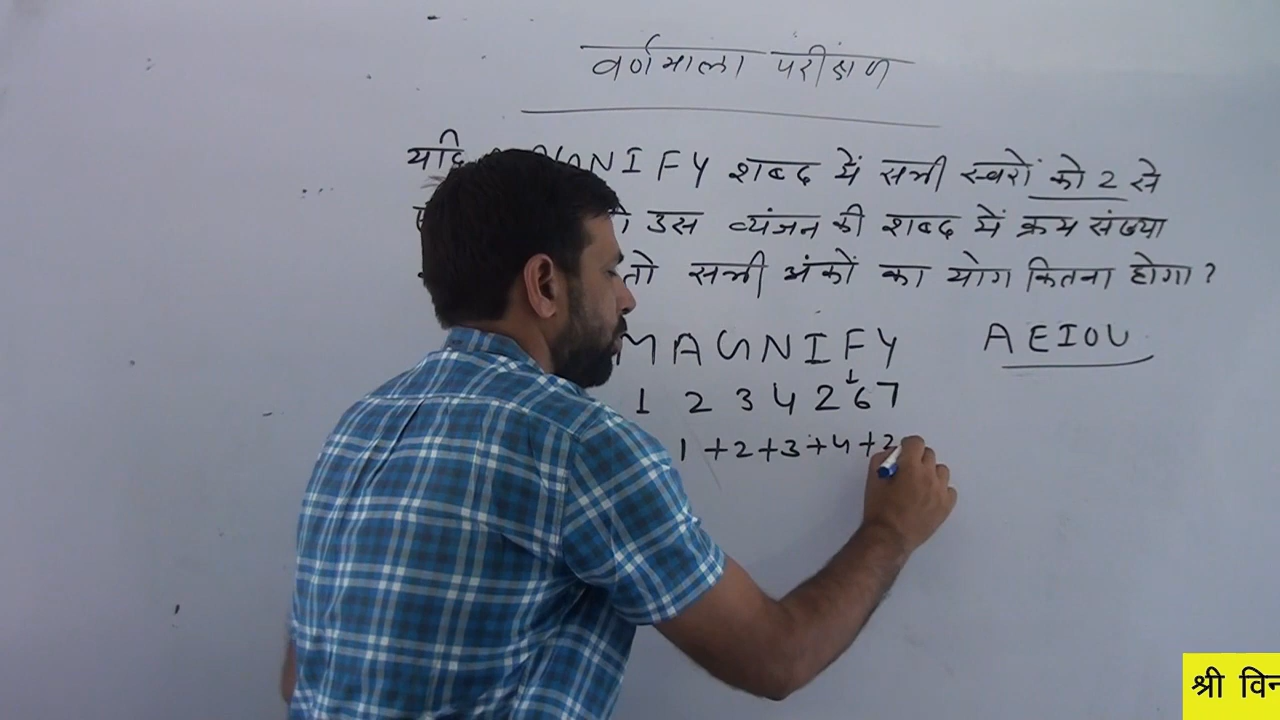 वर्णमाला परीक्षण
यदि NIFY शब्द में सभी स्वरों को 2 से
उस व्यंजन की शब्द में क्रम संख्या
तो सभी अंकों का योग कितना होगा?
MAGNIFY AEIOU
1 2 3 4 2 6 7
1+2+3+4+2
श्री विन